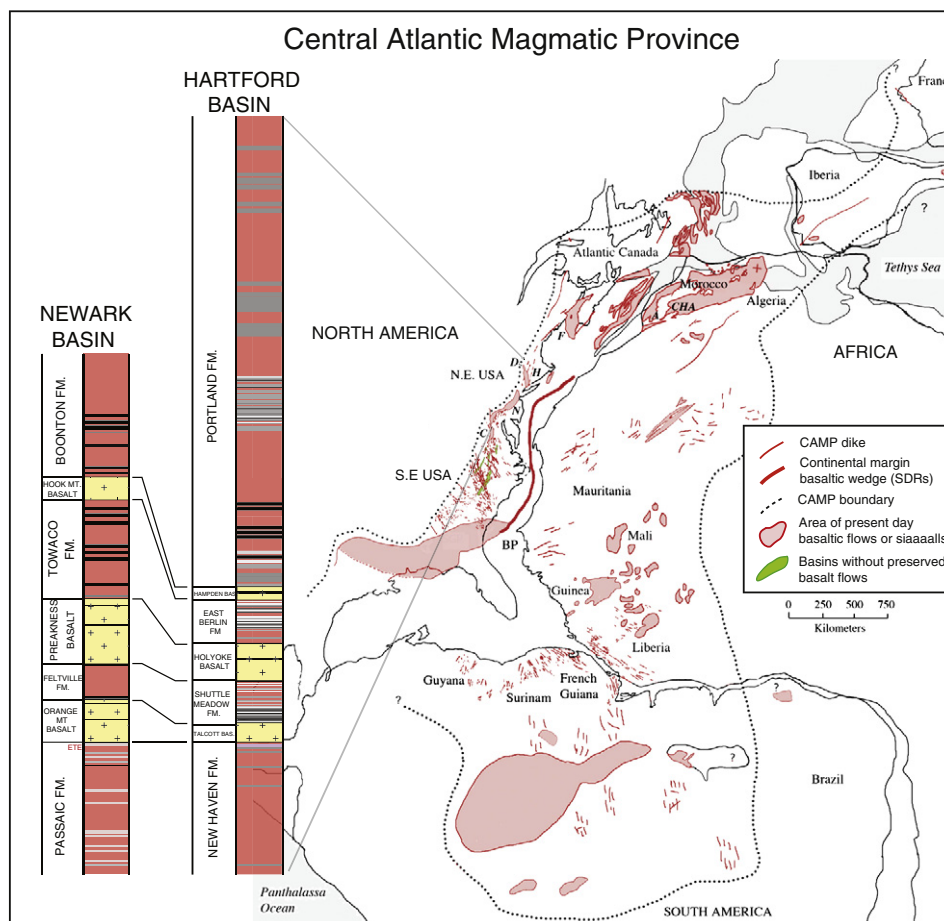 Central Atlantic Magmatic Province
HARTFORD
BASIN
NEWARK
BASIN
BOONTON FM.
HOOK MT.
BASALT
TOWACO
FM.
PREAKNESS
BASALT
FELTVILLE
FM.
ORANGE
MT
BASALT
ETE
PASSAIC FM.
PORTLAND FM.
HAMPDEN BAS
EAST
BERLIN
FM
HOLYOKE
BASALT
SHUTTLE
MEADOW
FM.
TALCOTT BAS.
NEW HAVEN FM.
?
Franc
Iberia
?
Tethys Sea
Atlantic Canada
Morocco
CHA
A
Algeria
F
NORTH AMERICA
AFRICA
D
H
N.E. USA
N
C
S.E USA
BP
Mauritania
Mali
Guinea
Liberia
CAMP dike
Continental margin
basaltic wedge (SDRs)
CAMP boundary
Area of present day
basaltic flows or siaaaalls
Basins without preserved
basalt flows
0 250 500 750
Kilometers
Guyana
Surinam
French
Guiana
?
?
?
Brazil
Panthalassa
Ocean
SOUTH AMERICA